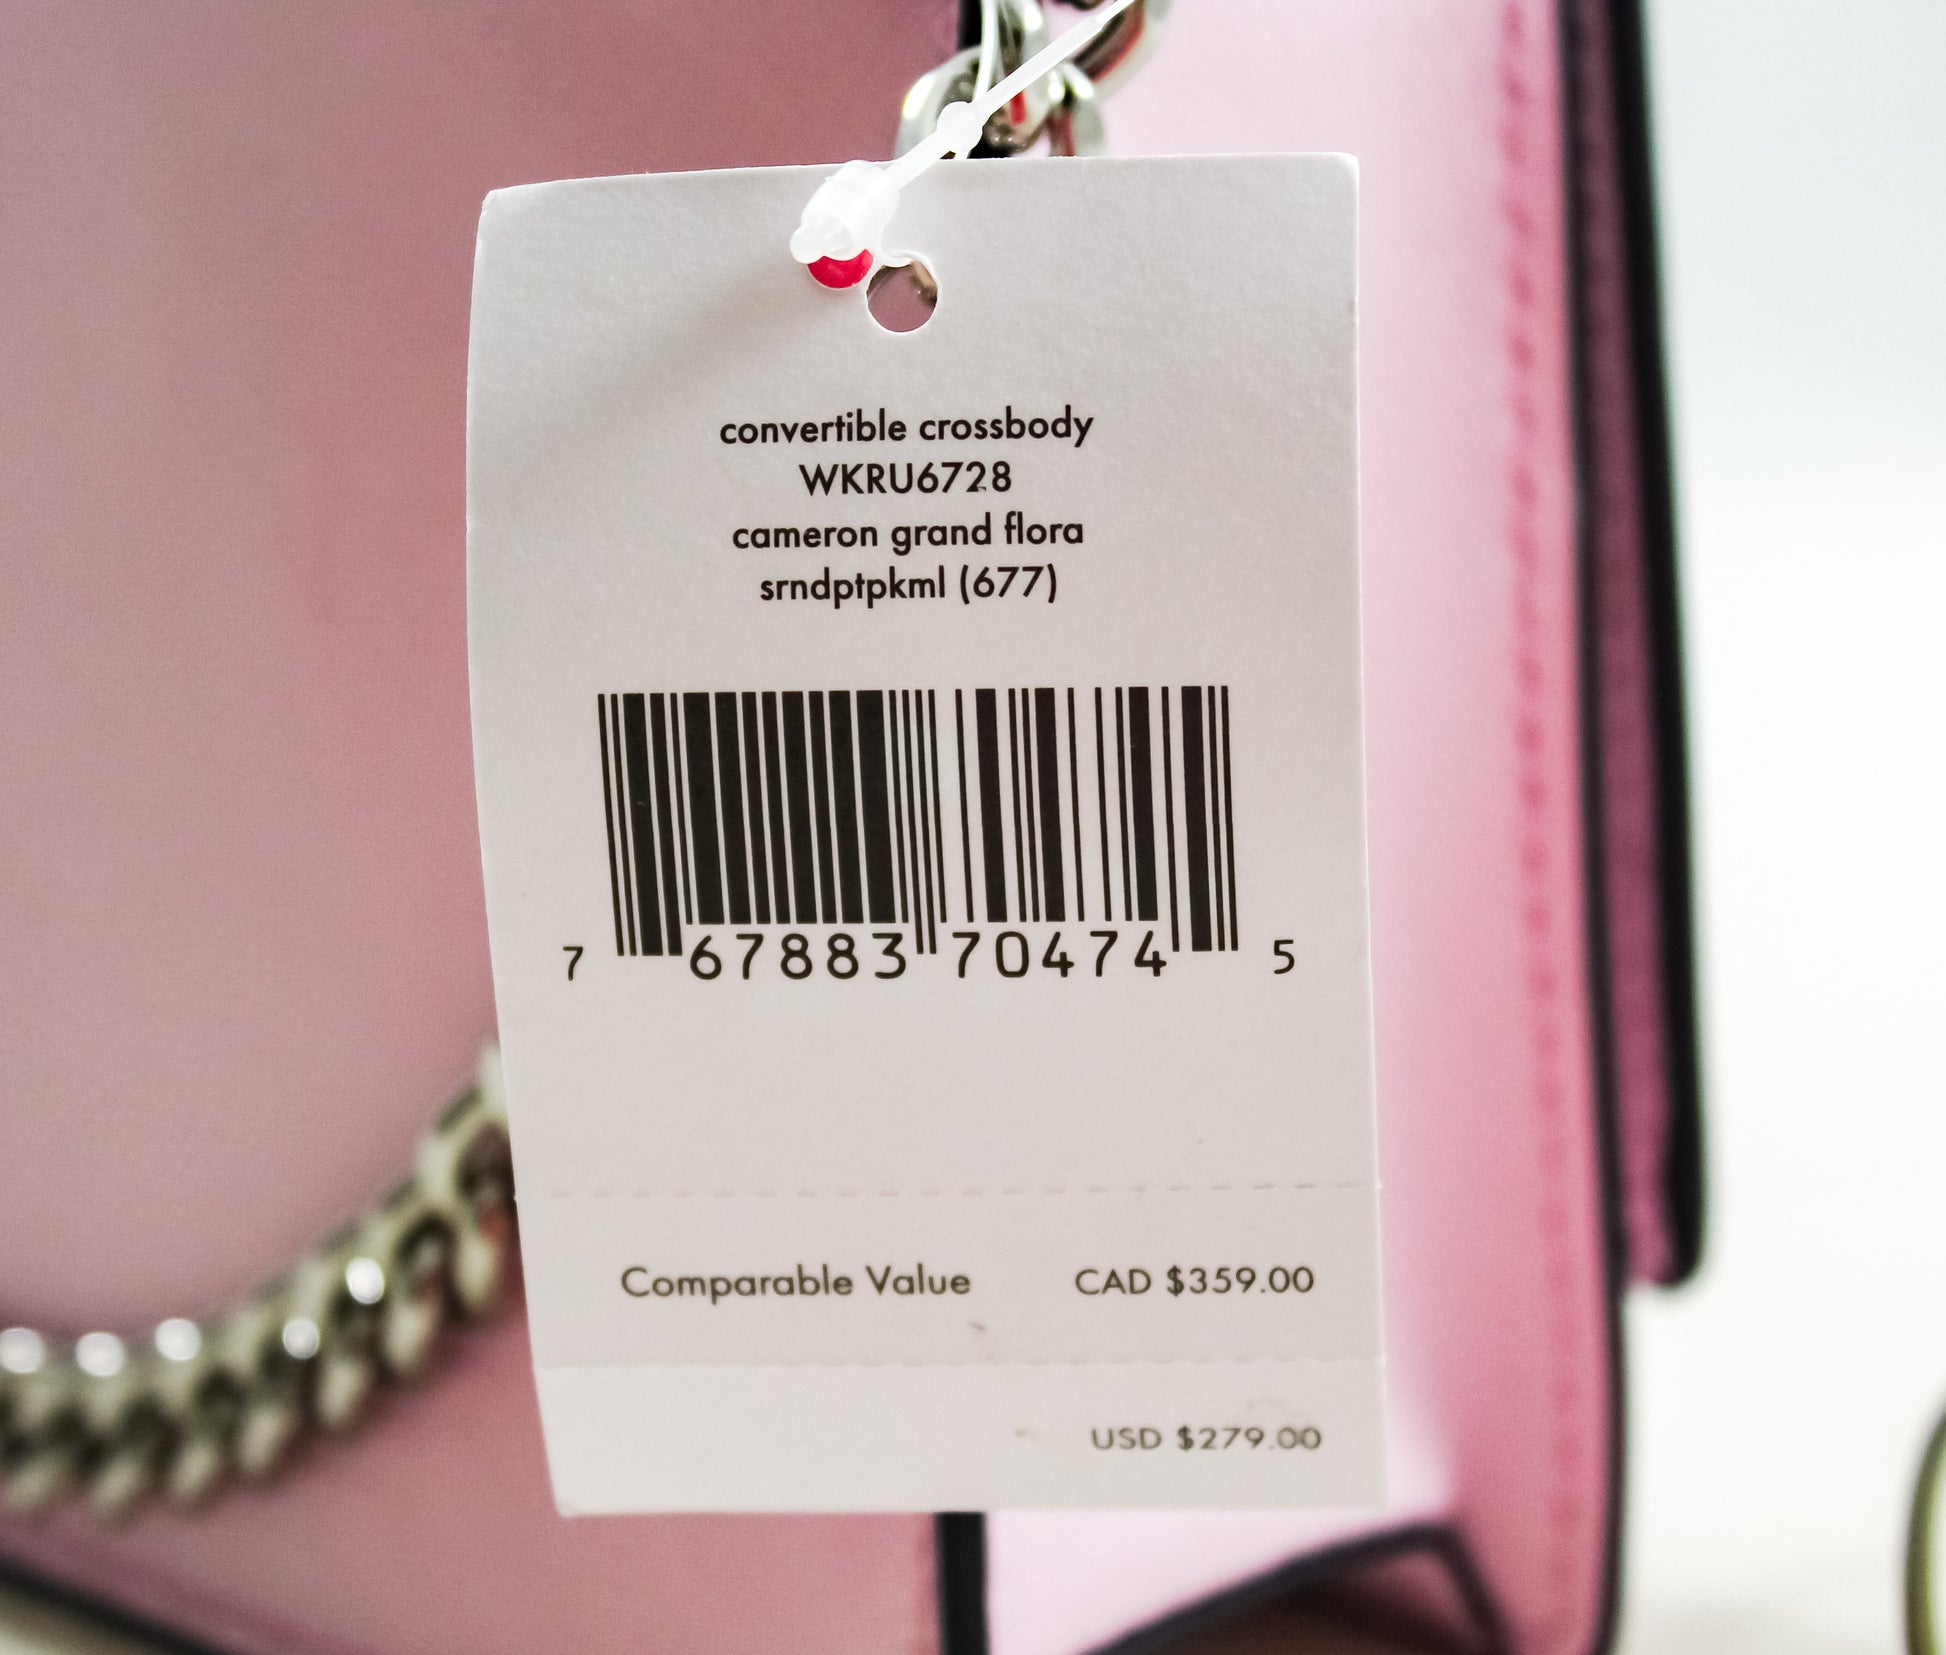 convertible crossbody
WKRU6728
cameron grand flora
srndptpkml (677)
7 67883 70474 5
Comparable Value CAD $359.00
USD $279.00